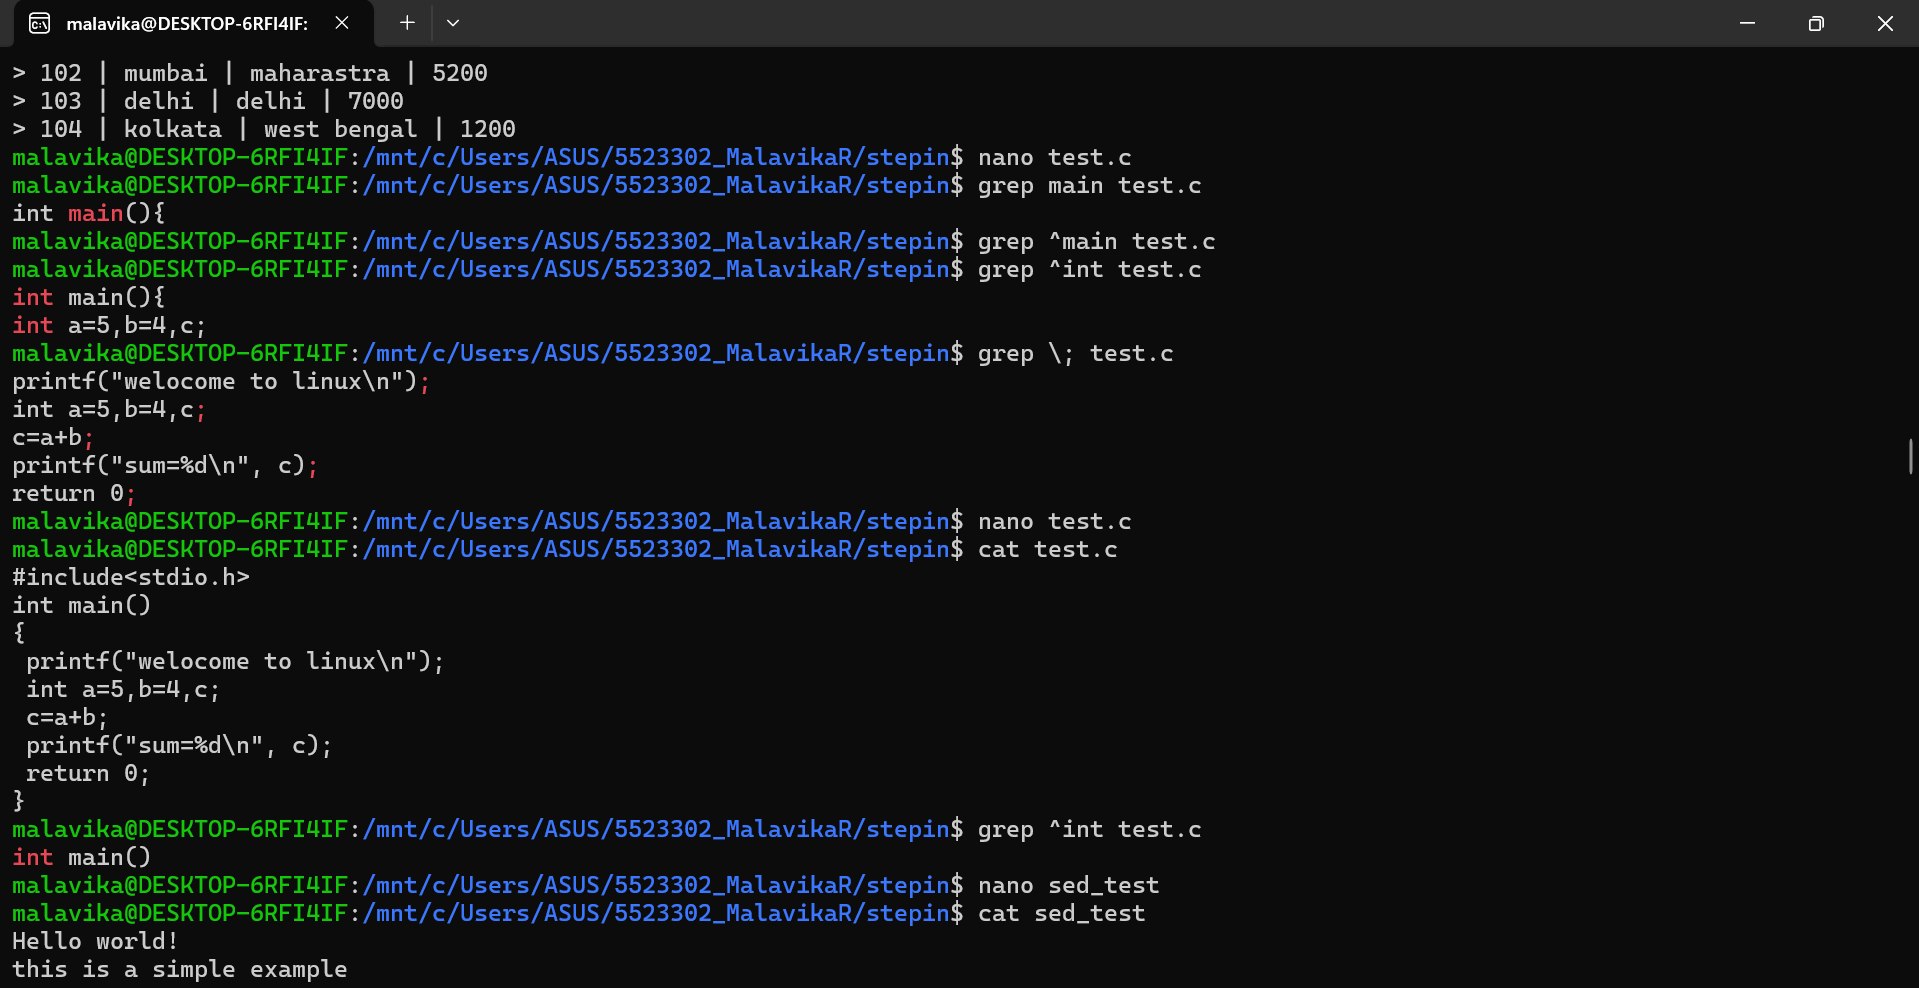 malavika@DESKTOP-6RFI4IF:
> 102 | mumbai | maharastra | 5200
> 103 | delhi | delhi | 7000
> 104 | kolkata | west bengal | 1200
malavika@DESKTOP-6RFI4IF:/mnt/c/Users/ASUS/5523302_MalavikaR/stepin$ nano test.c
malavika@DESKTOP-6RFI4IF:/mnt/c/Users/ASUS/5523302_MalavikaR/stepin$ grep main test.c
int main(){
malavika@DESKTOP-6RFI4IF:/mnt/c/Users/ASUS/5523302_MalavikaR/stepin$ grep ^main test.c
malavika@DESKTOP-6RFI4IF:/mnt/c/Users/ASUS/5523302_MalavikaR/stepin$ grep ^int test.c
int main(){
int a=5,b=4,c;
malavika@DESKTOP-6RFI4IF:/mnt/c/Users/ASUS/5523302_MalavikaR/stepin$ grep \; test.c
printf("welocome to linux\n");
int a=5,b=4,c;
c=a+b;
printf("sum=%d\n", c);
return 0;
malavika@DESKTOP-6RFI4IF:/mnt/c/Users/ASUS/5523302_MalavikaR/stepin$ nano test.c
malavika@DESKTOP-6RFI4IF:/mnt/c/Users/ASUS/5523302_MalavikaR/stepin$ cat test.c
#include<stdio.h>
int main()
{
 printf("welocome to linux\n");
 int a=5,b=4,c;
 c=a+b;
 printf("sum=%d\n", c);
 return 0;
}
malavika@DESKTOP-6RFI4IF:/mnt/c/Users/ASUS/5523302_MalavikaR/stepin$ grep ^int test.c
int main()
malavika@DESKTOP-6RFI4IF:/mnt/c/Users/ASUS/5523302_MalavikaR/stepin$ nano sed_test
malavika@DESKTOP-6RFI4IF:/mnt/c/Users/ASUS/5523302_MalavikaR/stepin$ cat sed_test
Hello world!
this is a simple example